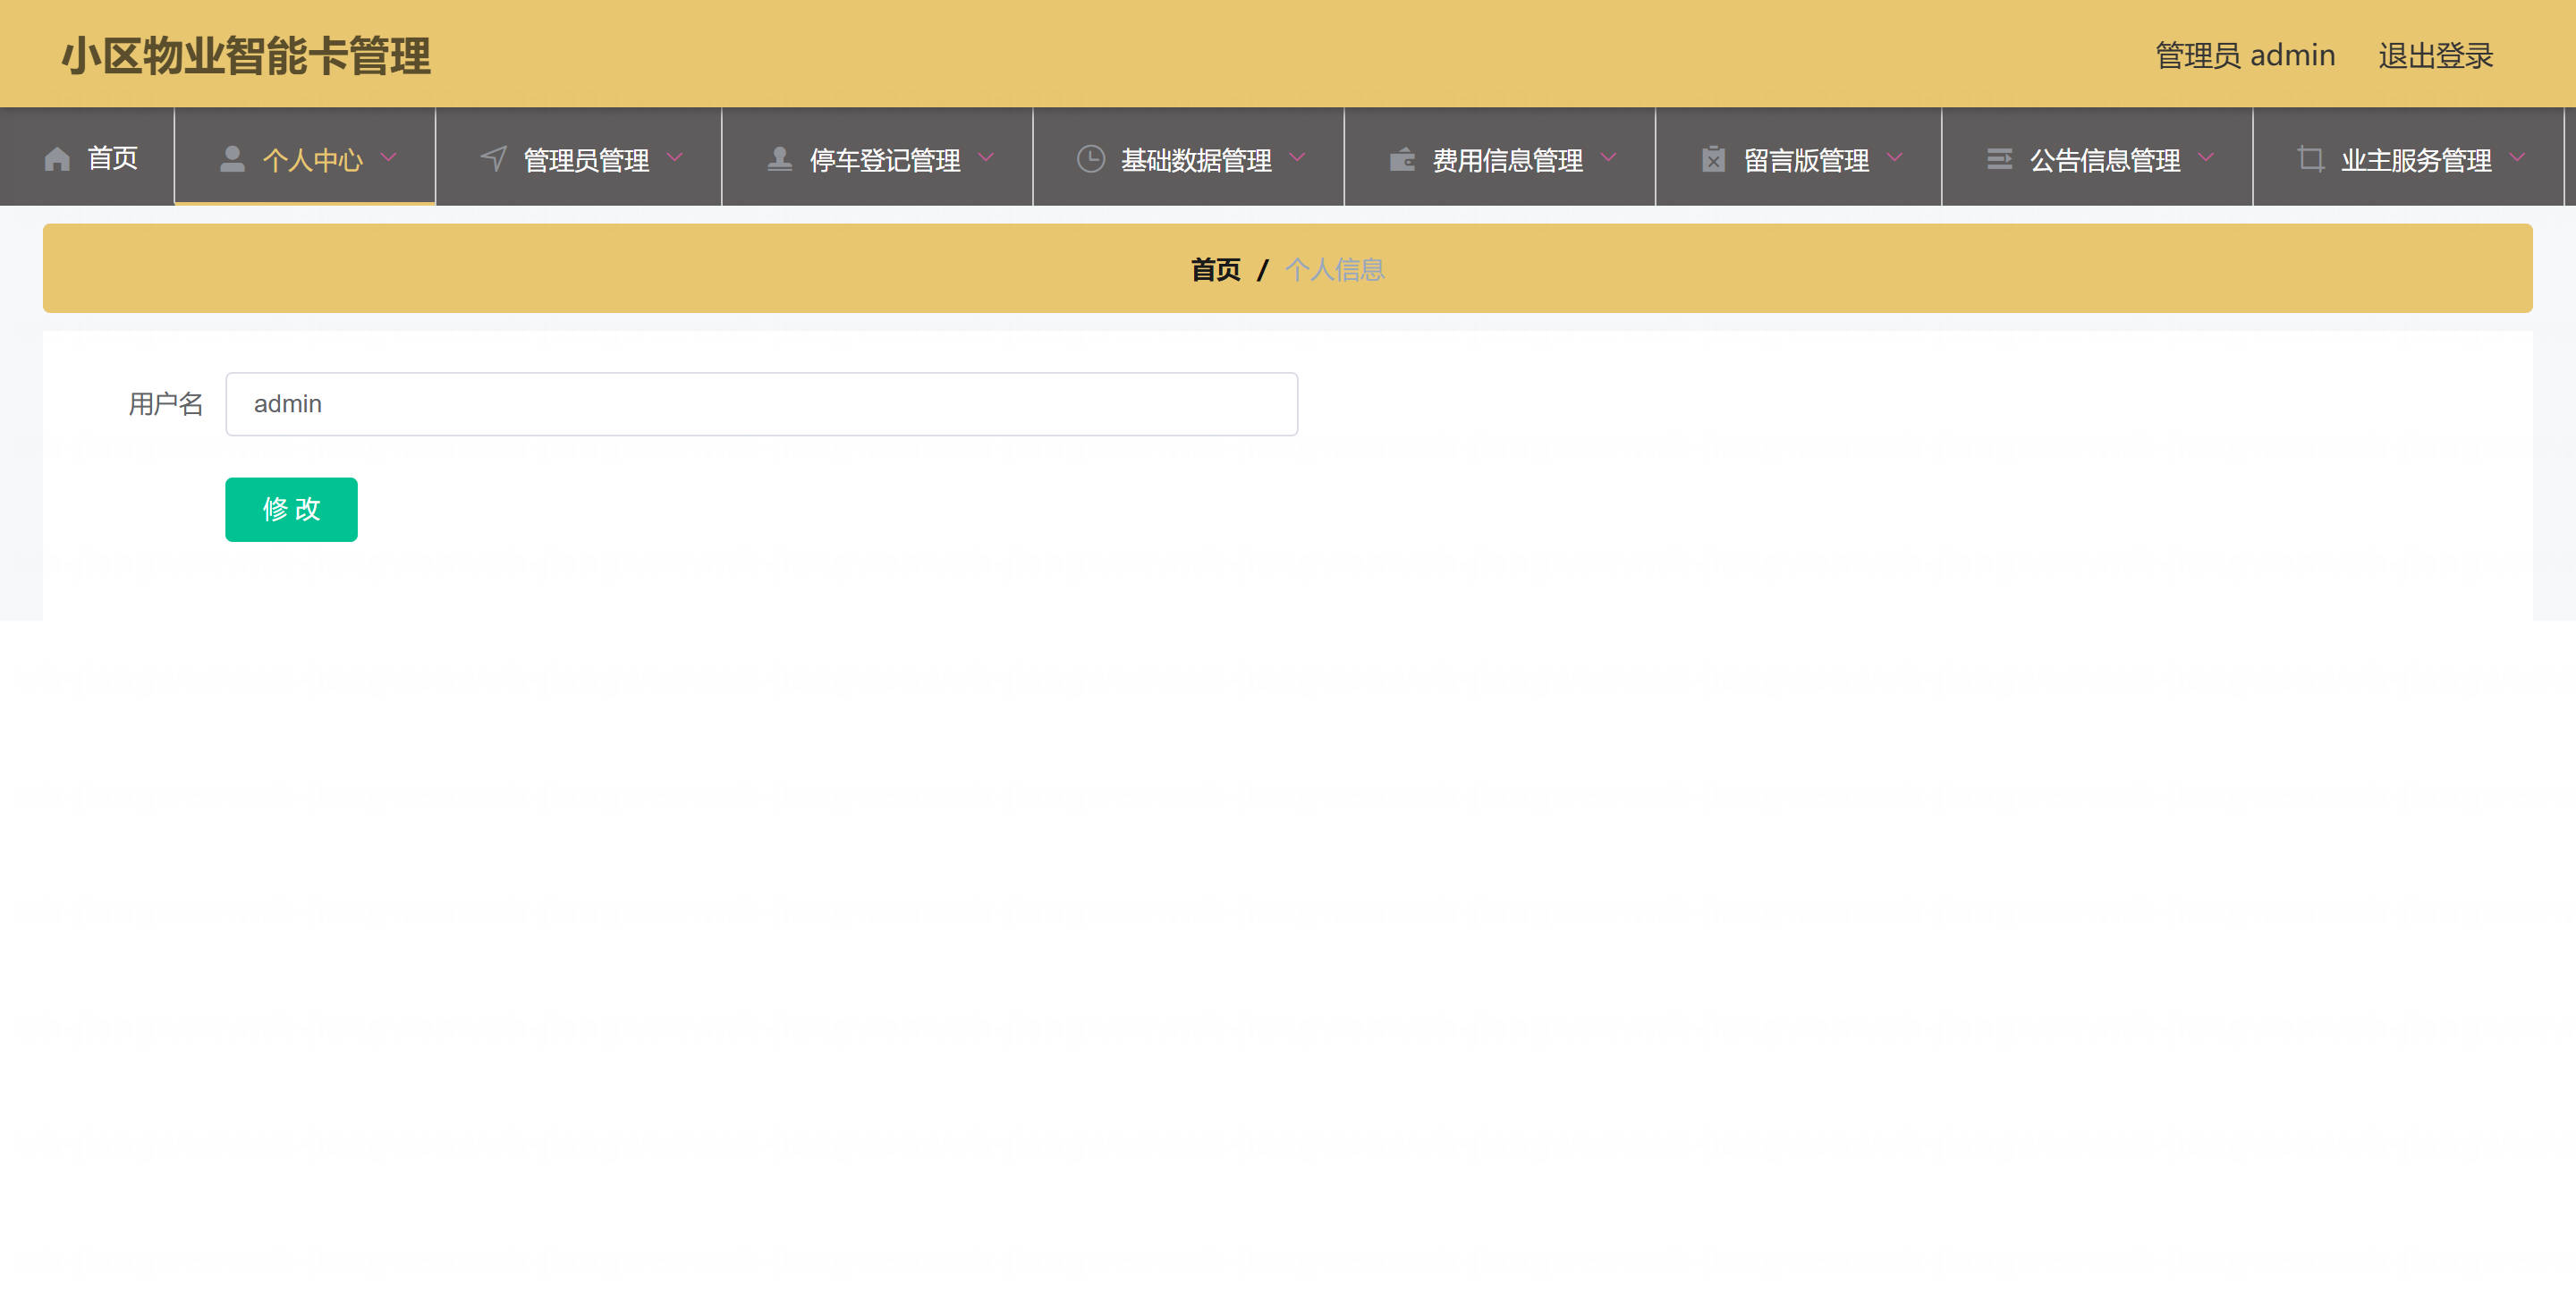 小区物业智能卡管理
管理员 admin 退出登录
首页 个人中心 管理员管理 停车登记管理 基础数据管理 费用信息管理 留言版管理 公告信息管理 业主服务管理
首页 / 个人信息
用户名 admin
修 改